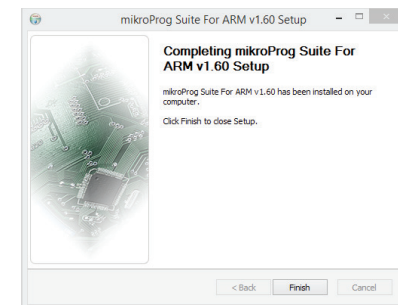 mikroProg Suite For ARM v1.60 Setup
Completing mikroProg Suite For
ARM v1.60 Setup
mikroProg Suite For ARM v1.60 has been installed on your
computer.
Click Finish to close Setup.
< Back Finish Cancel